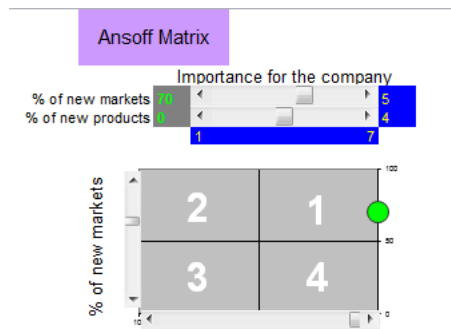 Ansoff Matrix
Importance for the company
% of new markets 70 5
% of new products 0 4
1 7
100
2 1
% of new markets
50
3 4
0